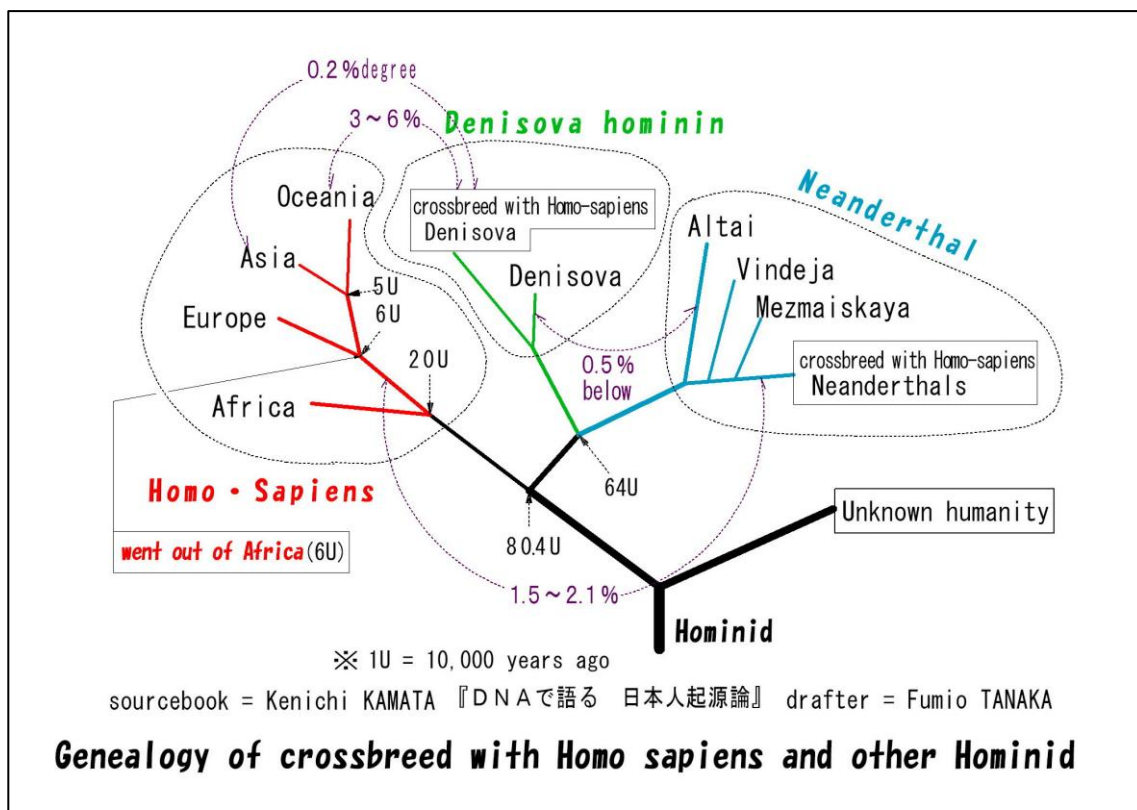 0.2%degree
3～6%
Denisova hominin
Neanderthal
Oceania
crossbreed with Homo-sapiens
Denisova
Altai
Asia
Denisova
Vindeja
5U
Mezmaiskaya
Europe
6U
20U
0.5%
below
crossbreed with Homo-sapiens
Neanderthals
Africa
Homo・Sapiens
64U
Unknown humanity
80.4U
went out of Africa(6U)
1.5～2.1%
Hominid
※ 1U = 10,000 years ago
sourcebook = Kenichi KAMATA 『DNAで語る　日本人起源論』 drafter = Fumio TANAKA
Genealogy of crossbreed with Homo sapiens and other Hominid